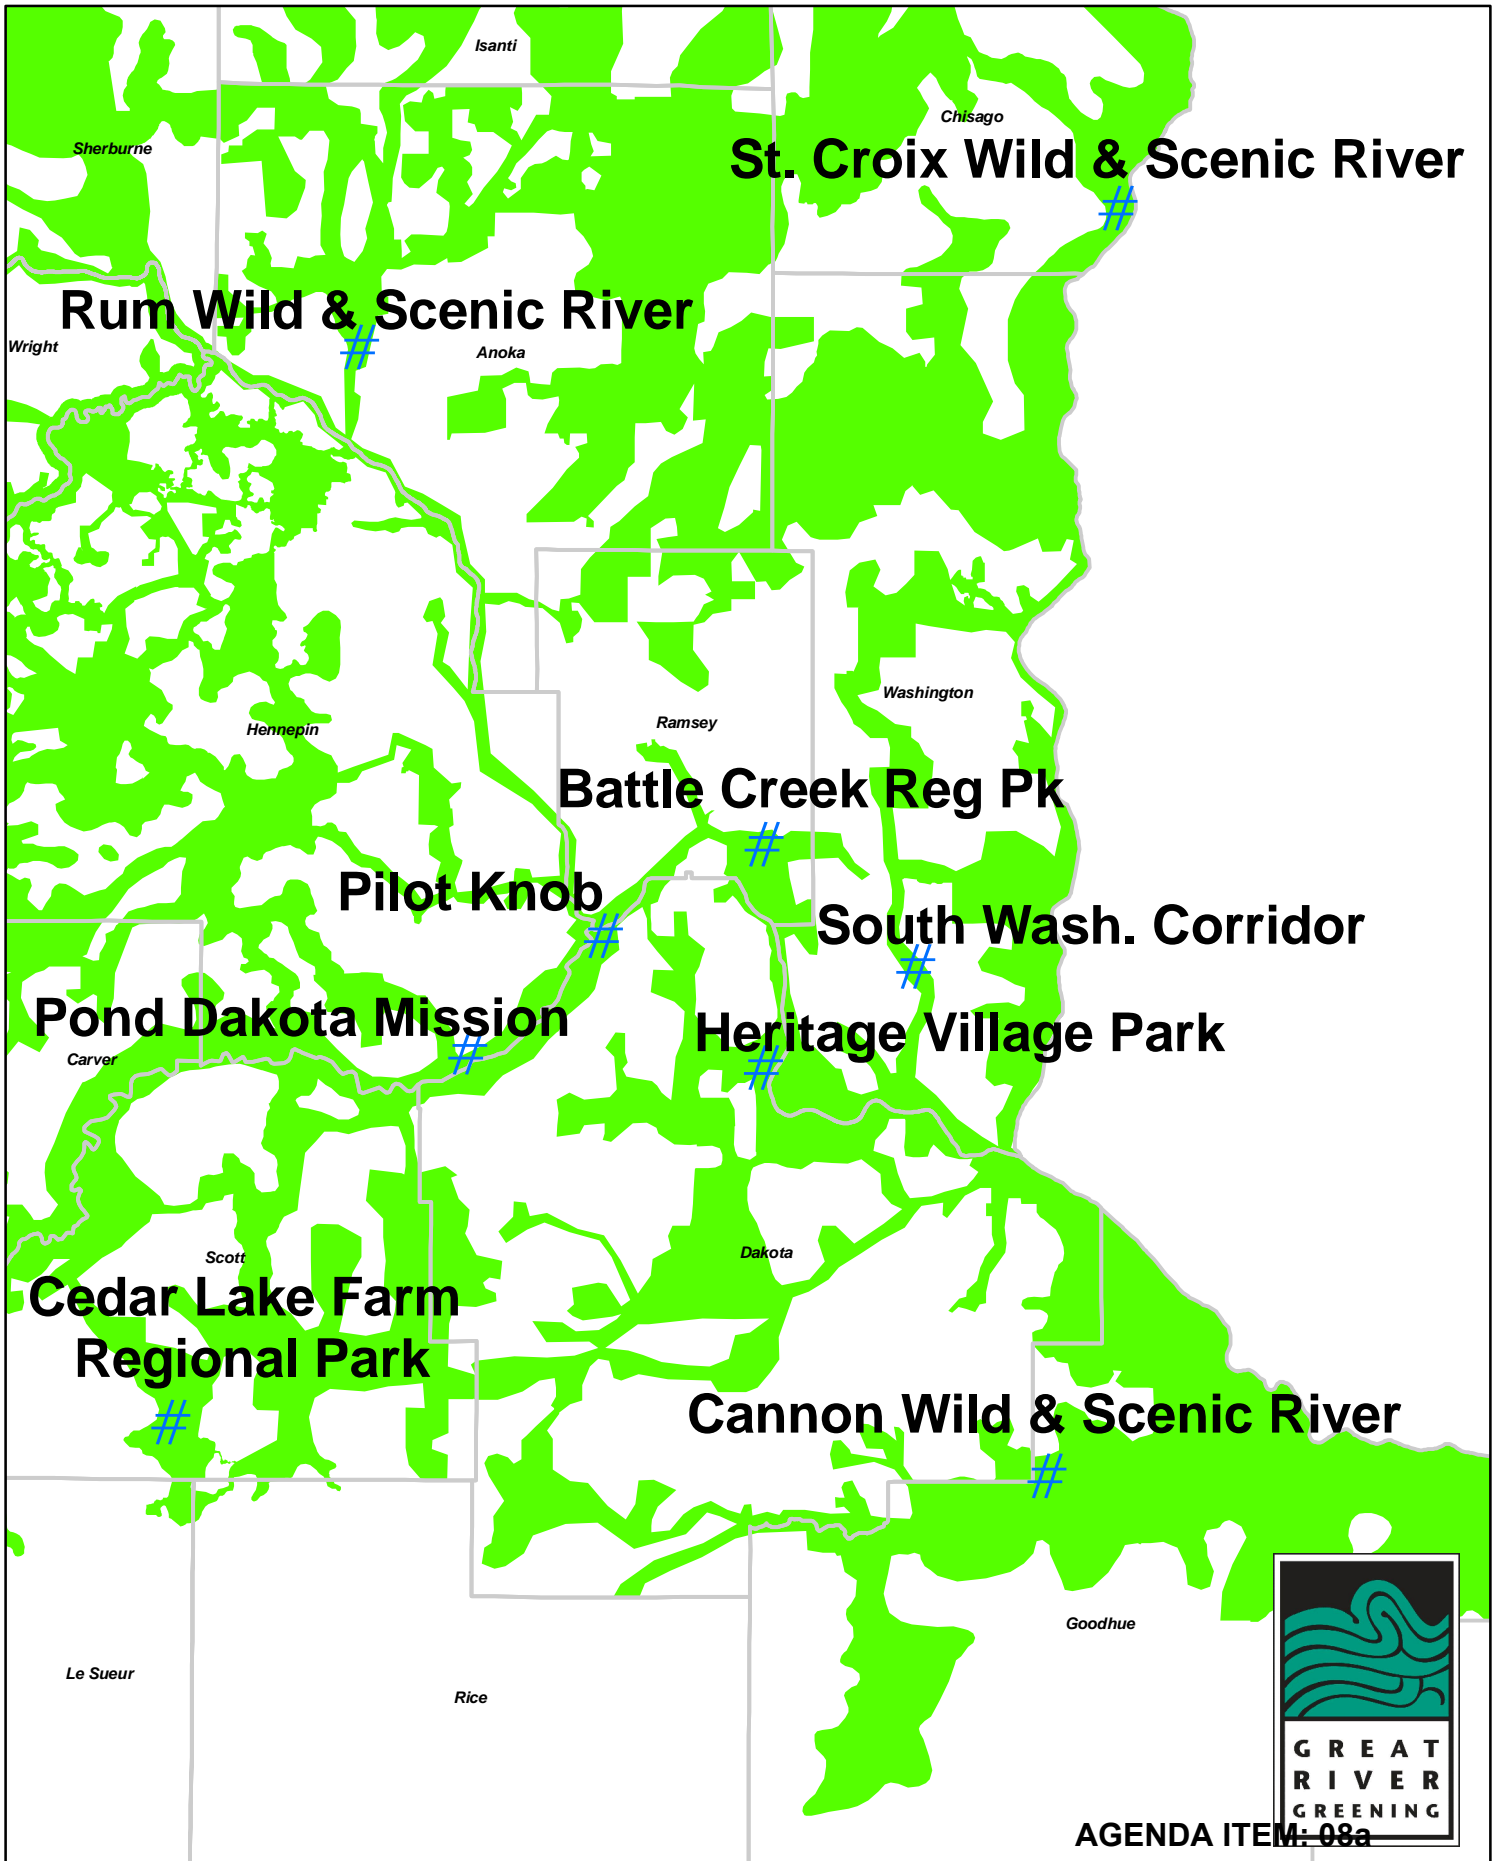 Isanti
Chisago
Sherburne
St. Croix Wild & Scenic River
#
Rum Wild & Scenic River
#
Wright
Anoka
Washington
Ramsey
Hennepin
Battle Creek Reg Pk
#
Pilot Knob
#
South Wash. Corridor
#
Pond Dakota Mission
#
Heritage Village Park
#
Carver
Dakota
Scott
Cedar Lake Farm
Regional Park
#
Cannon Wild & Scenic River
#
Goodhue
Le Sueur
Rice
GREAT
RIVER
GREENING
AGENDA ITEM: 08a